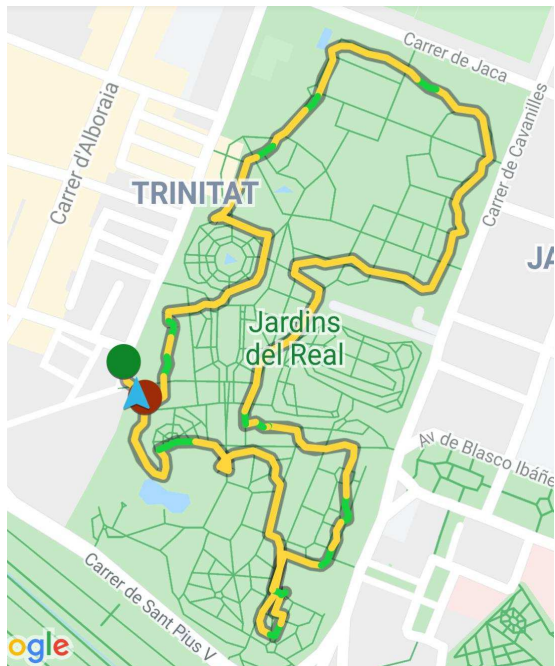 Carrer de Jaca
Carrer d'Alboraia
Carrer de Cavanilles
TRINITAT
JA
Jardins
del Real
Av de Blasco Ibáñe
Carrer de Sant Pius V
ogle